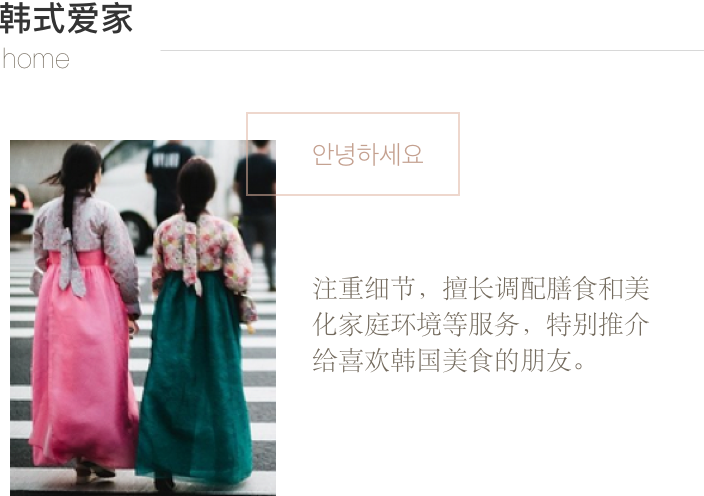 韩式爱家
home
안녕하세요
注重细节，擅长调配膳食和美
化家庭环境等服务，特别推介
给喜欢韩国美食的朋友。